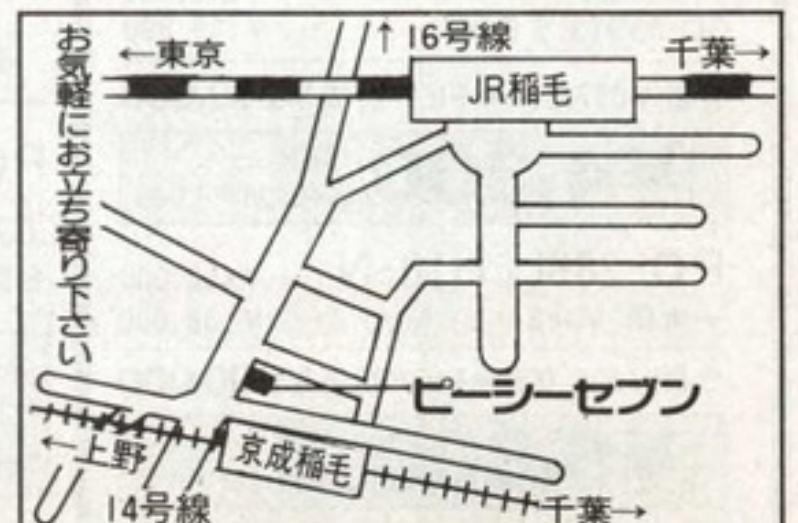 お気軽にお立ち寄り下さい
←東京
↑16号線
千葉→
JR稲毛
ピーシーセブン
←上野
京成稲毛
14号線
千葉→